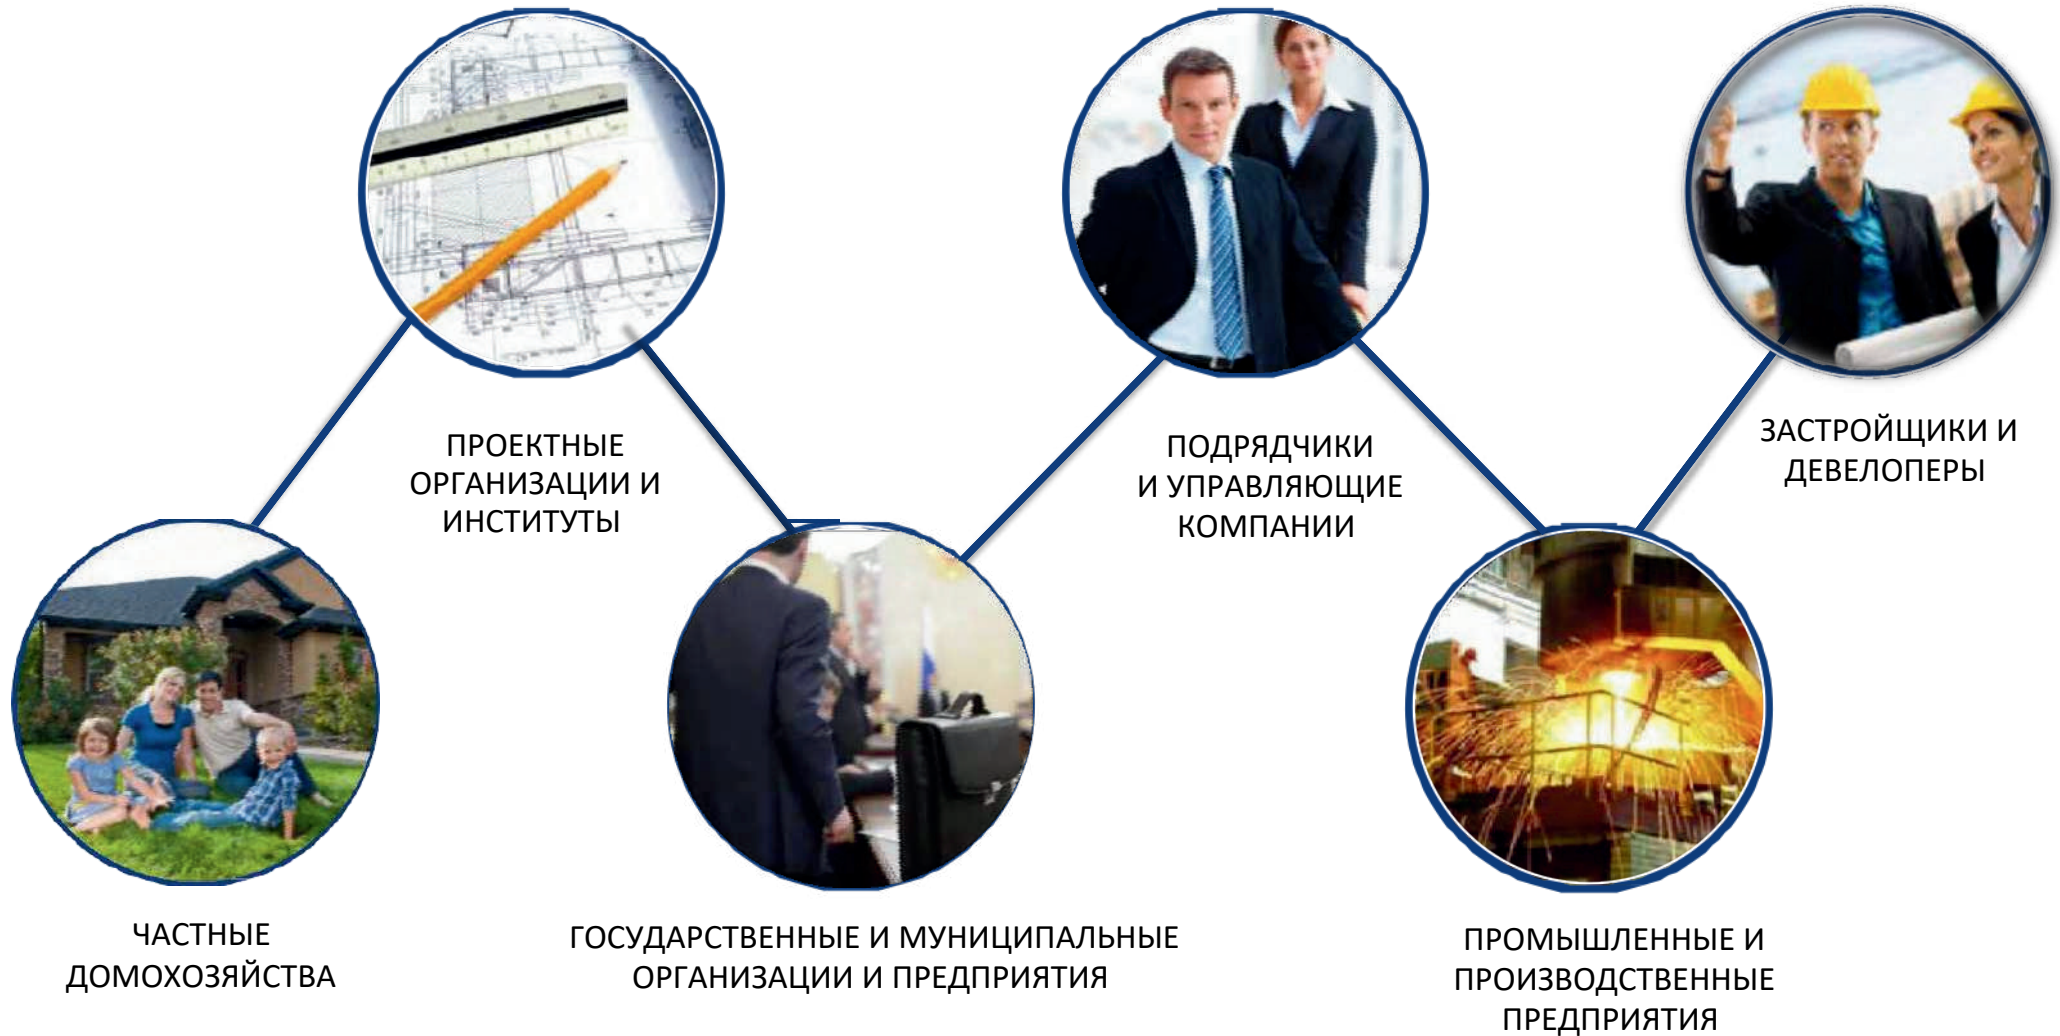 ПРОЕКТНЫЕ
ОРГАНИЗАЦИИ И
ИНСТИТУТЫ
ПОДРЯДЧИКИ
И УПРАВЛЯЮЩИЕ
КОМПАНИИ
ЗАСТРОЙЩИКИ И
ДЕВЕЛОПЕРЫ
ЧАСТНЫЕ
ДОМОХОЗЯЙСТВА
ГОСУДАРСТВЕННЫЕ И МУНИЦИПАЛЬНЫЕ
ОРГАНИЗАЦИИ И ПРЕДПРИЯТИЯ
ПРОМЫШЛЕННЫЕ И
ПРОИЗВОДСТВЕННЫЕ
ПРЕДПРИЯТИЯ